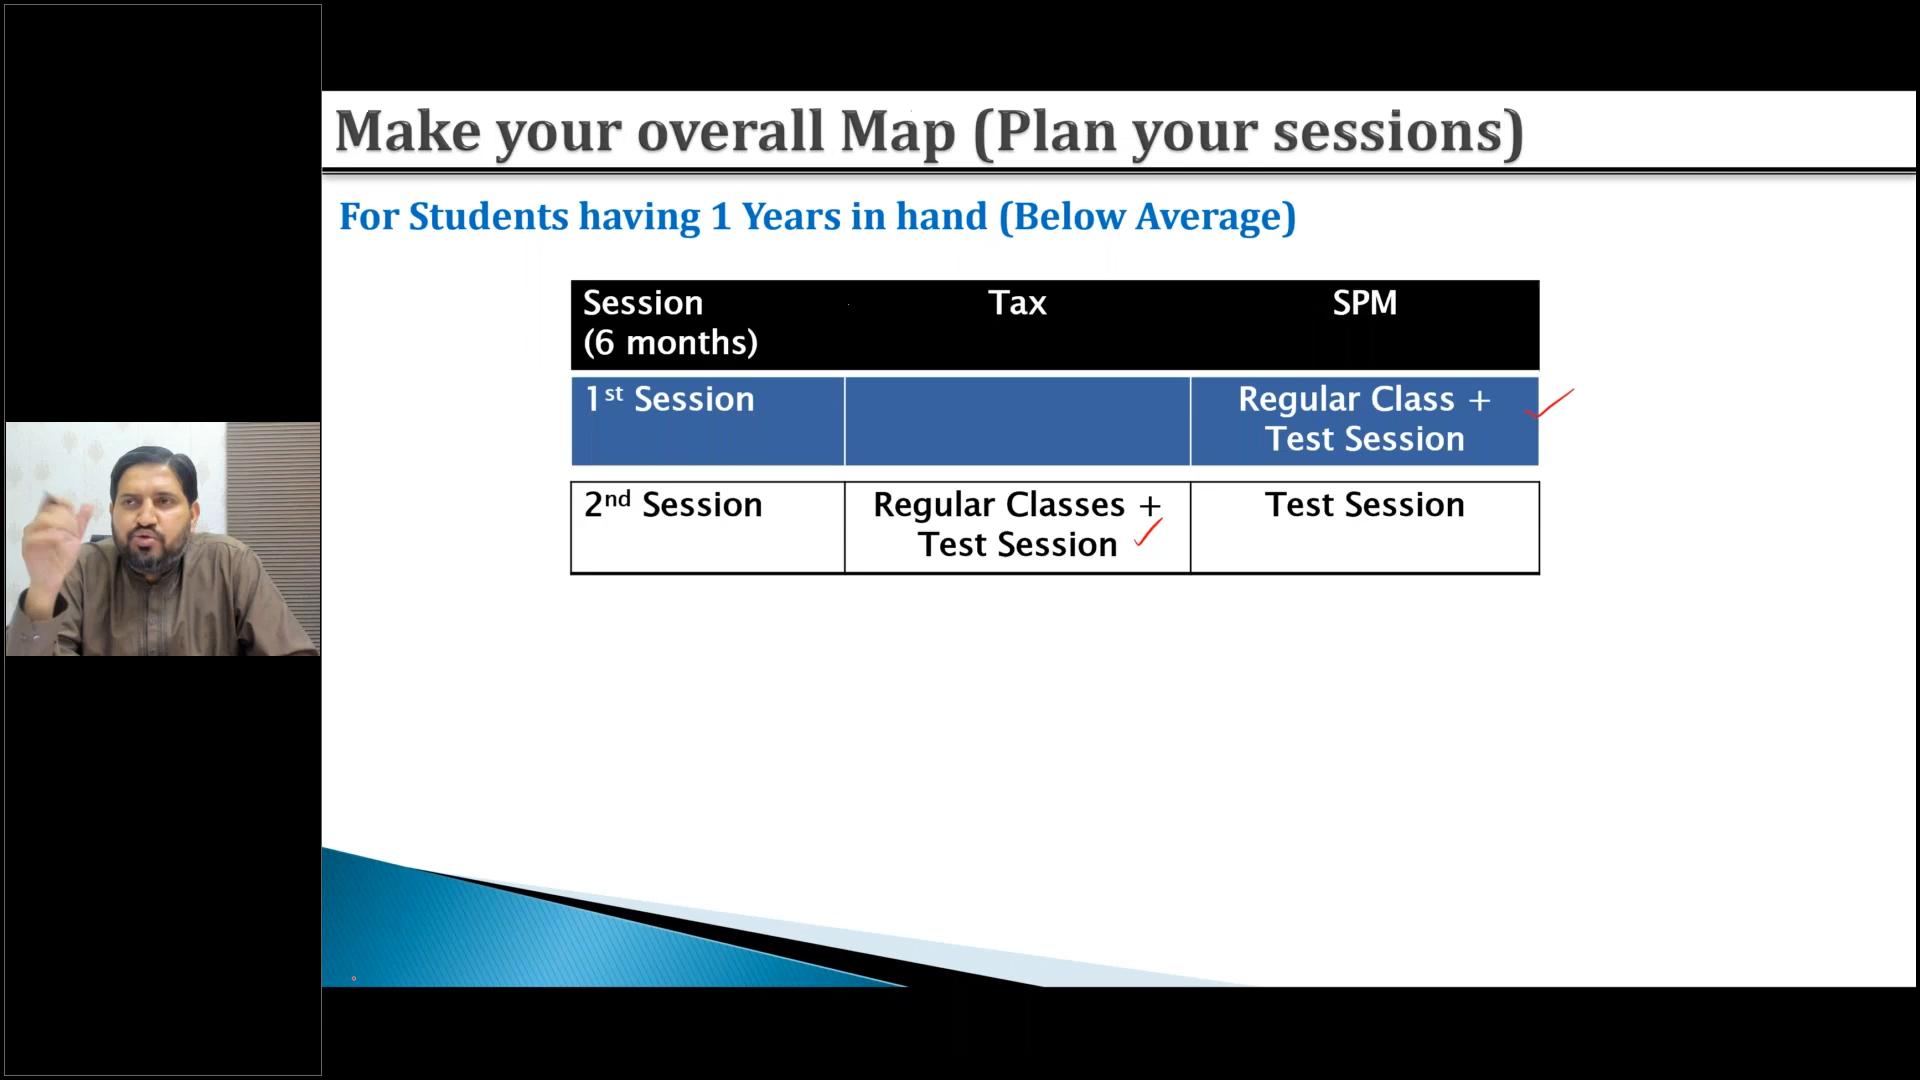 Make your overall Map (Plan your sessions)
For Students having 1 Years in hand (Below Average)
Session
(6 months)
Tax
SPM
1st Session
Regular Class +
Test Session
2nd Session
Regular Classes +
Test Session
Test Session